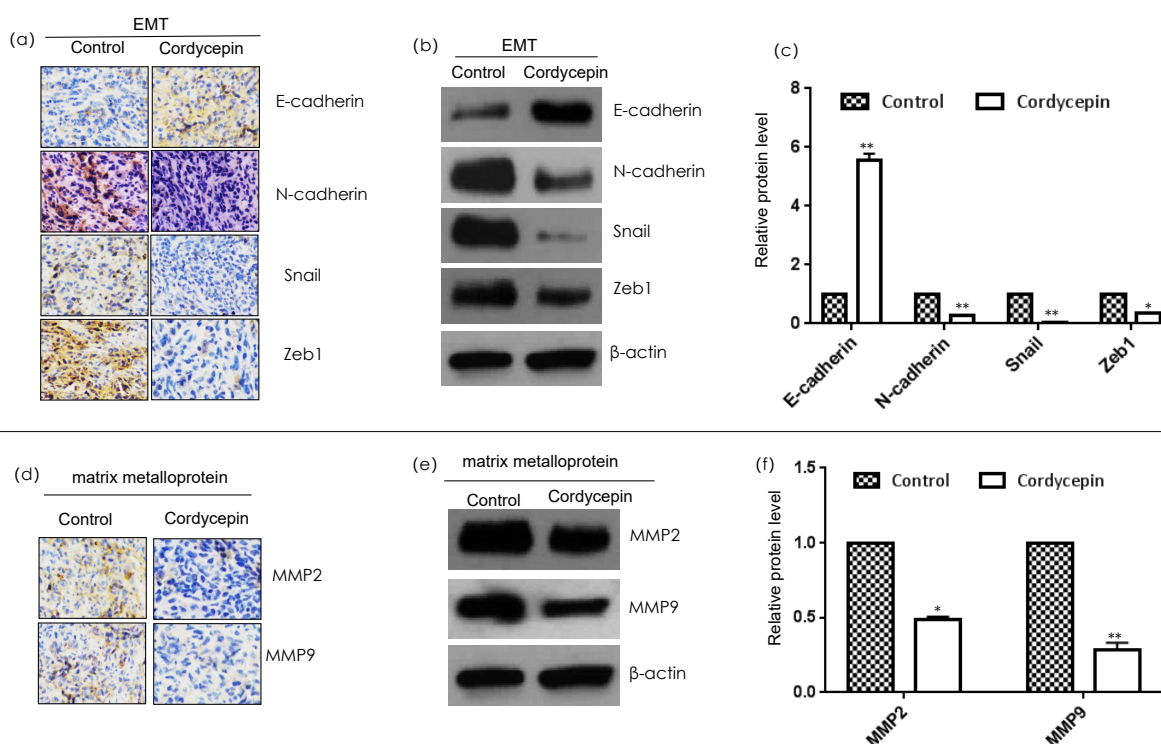 (a)
EMT
Control Cordycepin
E-cadherin
N-cadherin
Snail
Zeb1
(b)
EMT
Control Cordycepin
E-cadherin
N-cadherin
Snail
Zeb1
β-actin
(c)
Relative protein level
8
6
4
2
0
Control Cordycepin
**
**
**
*
E-cadherin
N-cadherin
Snail
Zeb1
(d)
matrix metalloprotein
Control Cordycepin
MMP2
MMP9
(e)
matrix metalloprotein
Control Cordycepin
MMP2
MMP9
β-actin
(f)
Relative protein level
1.5
1.0
0.5
0.0
Control Cordycepin
*
**
MMP2
MMP9